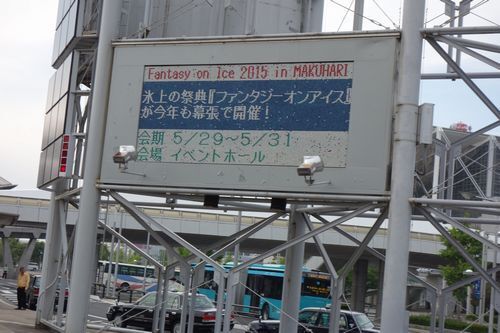 Fantasy on Ice 2015 in MAKUHARI
氷上の祭典『ファンタジーオンアイス』
が今年も幕張で開催！
会期 5/29～5/31
会場 イベントホール